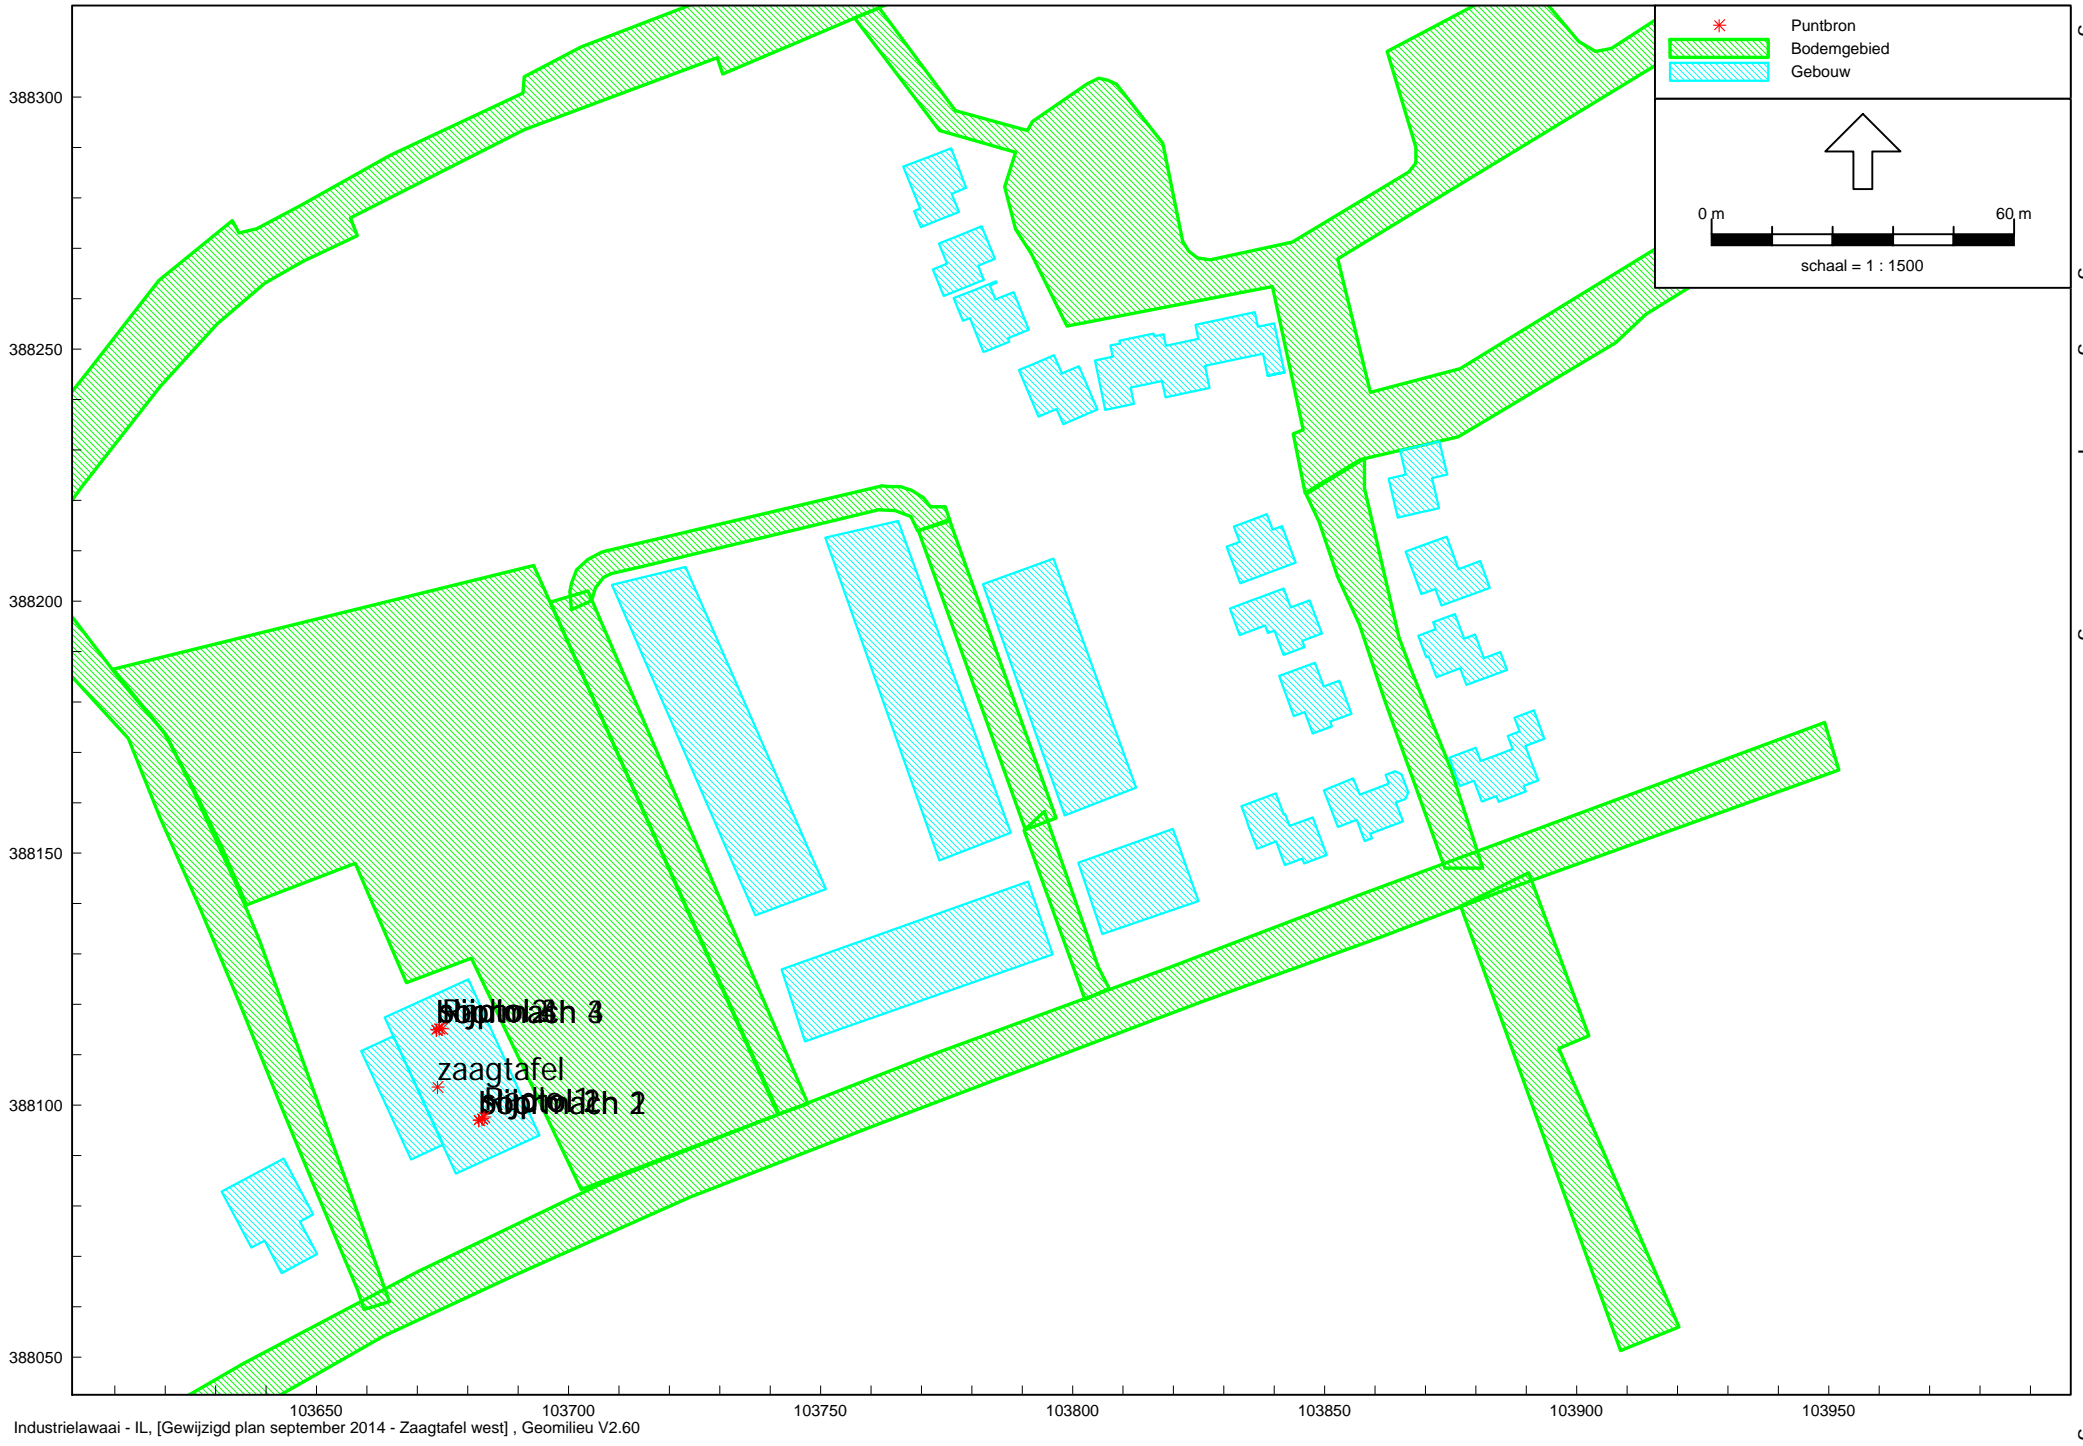 Puntbron
Bodemgebied
Gebouw
0 m 60 m
schaal = 1 : 1500
388300
388250
388200
388150
388100
388050
zaagtafel
103650 103700 103750 103800 103850 103900 103950
Industrielawaai - IL, [Gewijzigd plan september 2014 - Zaagtafel west] , Geomilieu V2.60